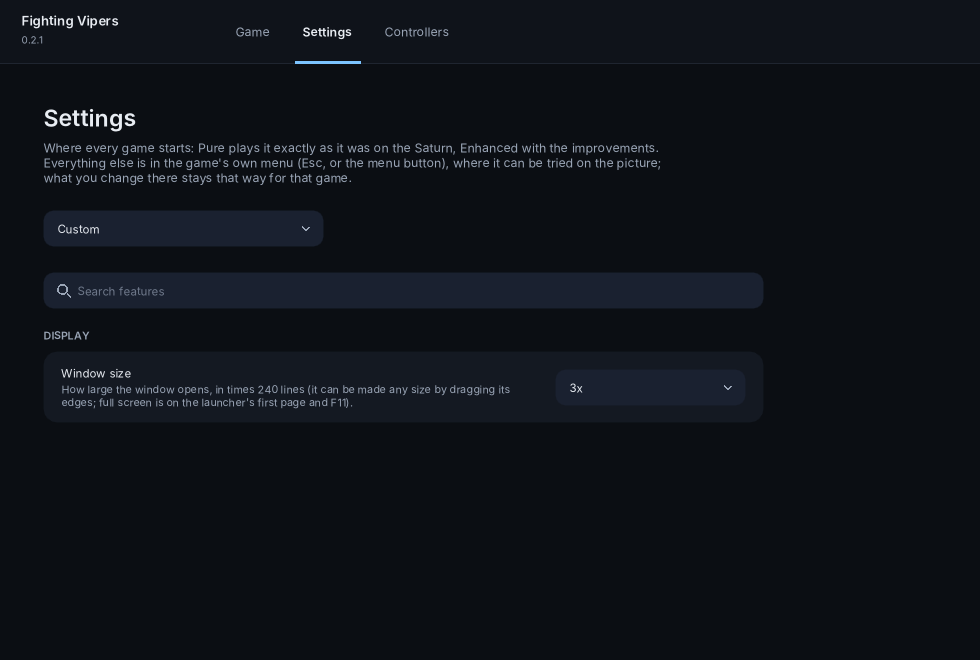 Fighting Vipers
0.2.1
Game
Settings
Controllers
Settings
Where every game starts: Pure plays it exactly as it was on the Saturn, Enhanced with the improvements.
Everything else is in the game's own menu (Esc, or the menu button), where it can be tried on the picture;
what you change there stays that way for that game.
Custom
Search features
DISPLAY
Window size
How large the window opens, in times 240 lines (it can be made any size by dragging its
edges; full screen is on the launcher's first page and F11).
3x